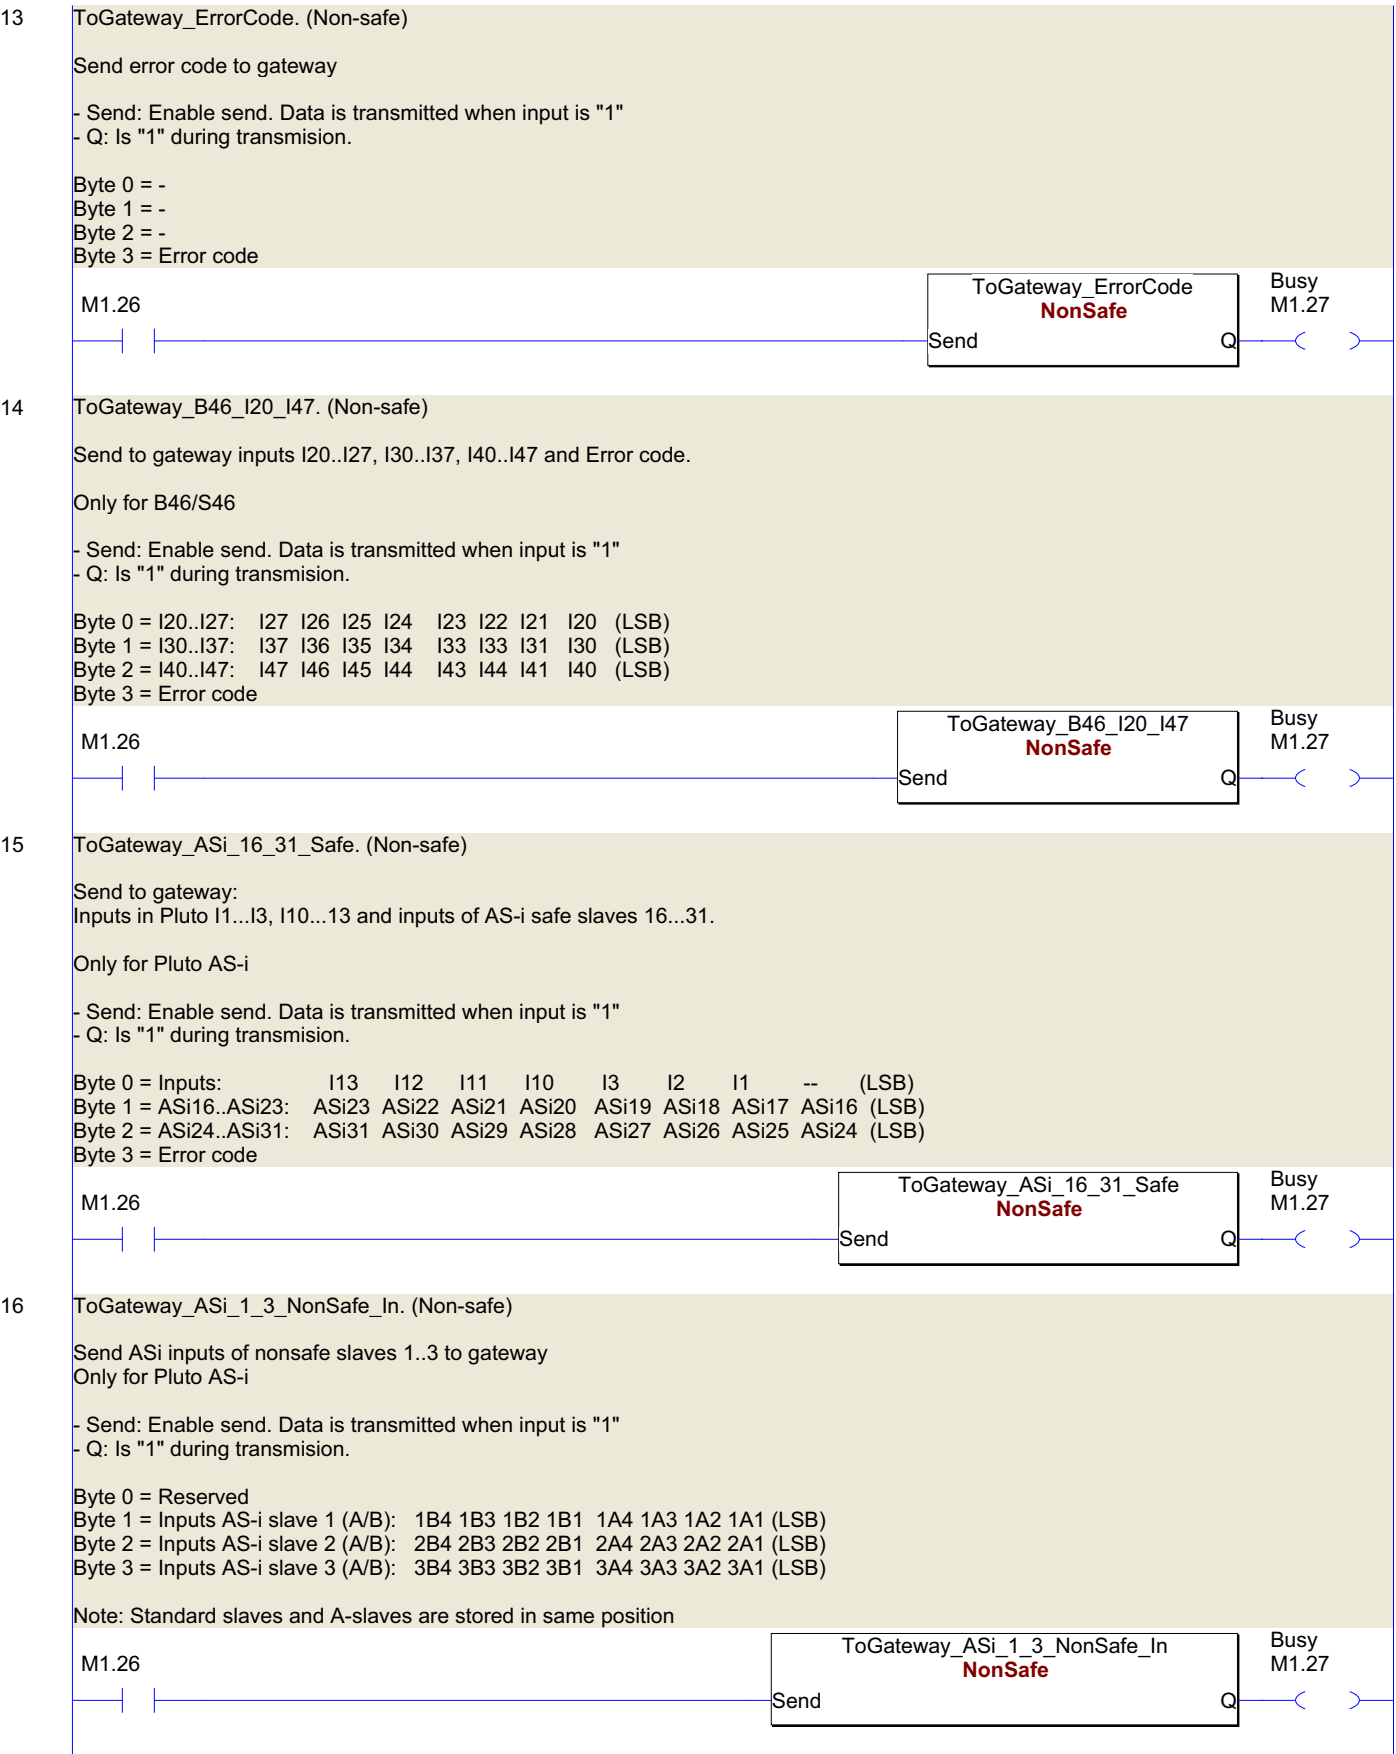 13 ToGateway_ErrorCode. (Non-safe)
Send error code to gateway
- Send: Enable send. Data is transmitted when input is "1"
- Q: Is "1" during transmision.
Byte 0 = -
Byte 1 = -
Byte 2 = -
Byte 3 = Error code
M1.26
ToGateway_ErrorCode
NonSafe
Send Q
Busy
M1.27
14 ToGateway_B46_I20_I47. (Non-safe)
Send to gateway inputs I20..I27, I30..I37, I40..I47 and Error code.
Only for B46/S46
- Send: Enable send. Data is transmitted when input is "1"
- Q: Is "1" during transmision.
Byte 0 = I20..I27: I27 I26 I25 I24 I23 I22 I21 I20 (LSB)
Byte 1 = I30..I37: I37 I36 I35 I34 I33 I33 I31 I30 (LSB)
Byte 2 = I40..I47: I47 I46 I45 I44 I43 I44 I41 I40 (LSB)
Byte 3 = Error code
M1.26
ToGateway_B46_I20_I47
NonSafe
Send Q
Busy
M1.27
15 ToGateway_ASi_16_31_Safe. (Non-safe)
Send to gateway:
Inputs in Pluto I1...I3, I10...13 and inputs of AS-i safe slaves 16...31.
Only for Pluto AS-i
- Send: Enable send. Data is transmitted when input is "1"
- Q: Is "1" during transmision.
Byte 0 = Inputs: I13 I12 I11 I10 I3 I2 I1 -- (LSB)
Byte 1 = ASi16..ASi23: ASi23 ASi22 ASi21 ASi20 ASi19 ASi18 ASi17 ASi16 (LSB)
Byte 2 = ASi24..ASi31: ASi31 ASi30 ASi29 ASi28 ASi27 ASi26 ASi25 ASi24 (LSB)
Byte 3 = Error code
M1.26
ToGateway_ASi_16_31_Safe
NonSafe
Send Q
Busy
M1.27
16 ToGateway_ASi_1_3_NonSafe_In. (Non-safe)
Send ASi inputs of nonsafe slaves 1..3 to gateway
Only for Pluto AS-i
- Send: Enable send. Data is transmitted when input is "1"
- Q: Is "1" during transmision.
Byte 0 = Reserved
Byte 1 = Inputs AS-i slave 1 (A/B): 1B4 1B3 1B2 1B1 1A4 1A3 1A2 1A1 (LSB)
Byte 2 = Inputs AS-i slave 2 (A/B): 2B4 2B3 2B2 2B1 2A4 2A3 2A2 2A1 (LSB)
Byte 3 = Inputs AS-i slave 3 (A/B): 3B4 3B3 3B2 3B1 3A4 3A3 3A2 3A1 (LSB)
Note: Standard slaves and A-slaves are stored in same position
M1.26
ToGateway_ASi_1_3_NonSafe_In
NonSafe
Send Q
Busy
M1.27